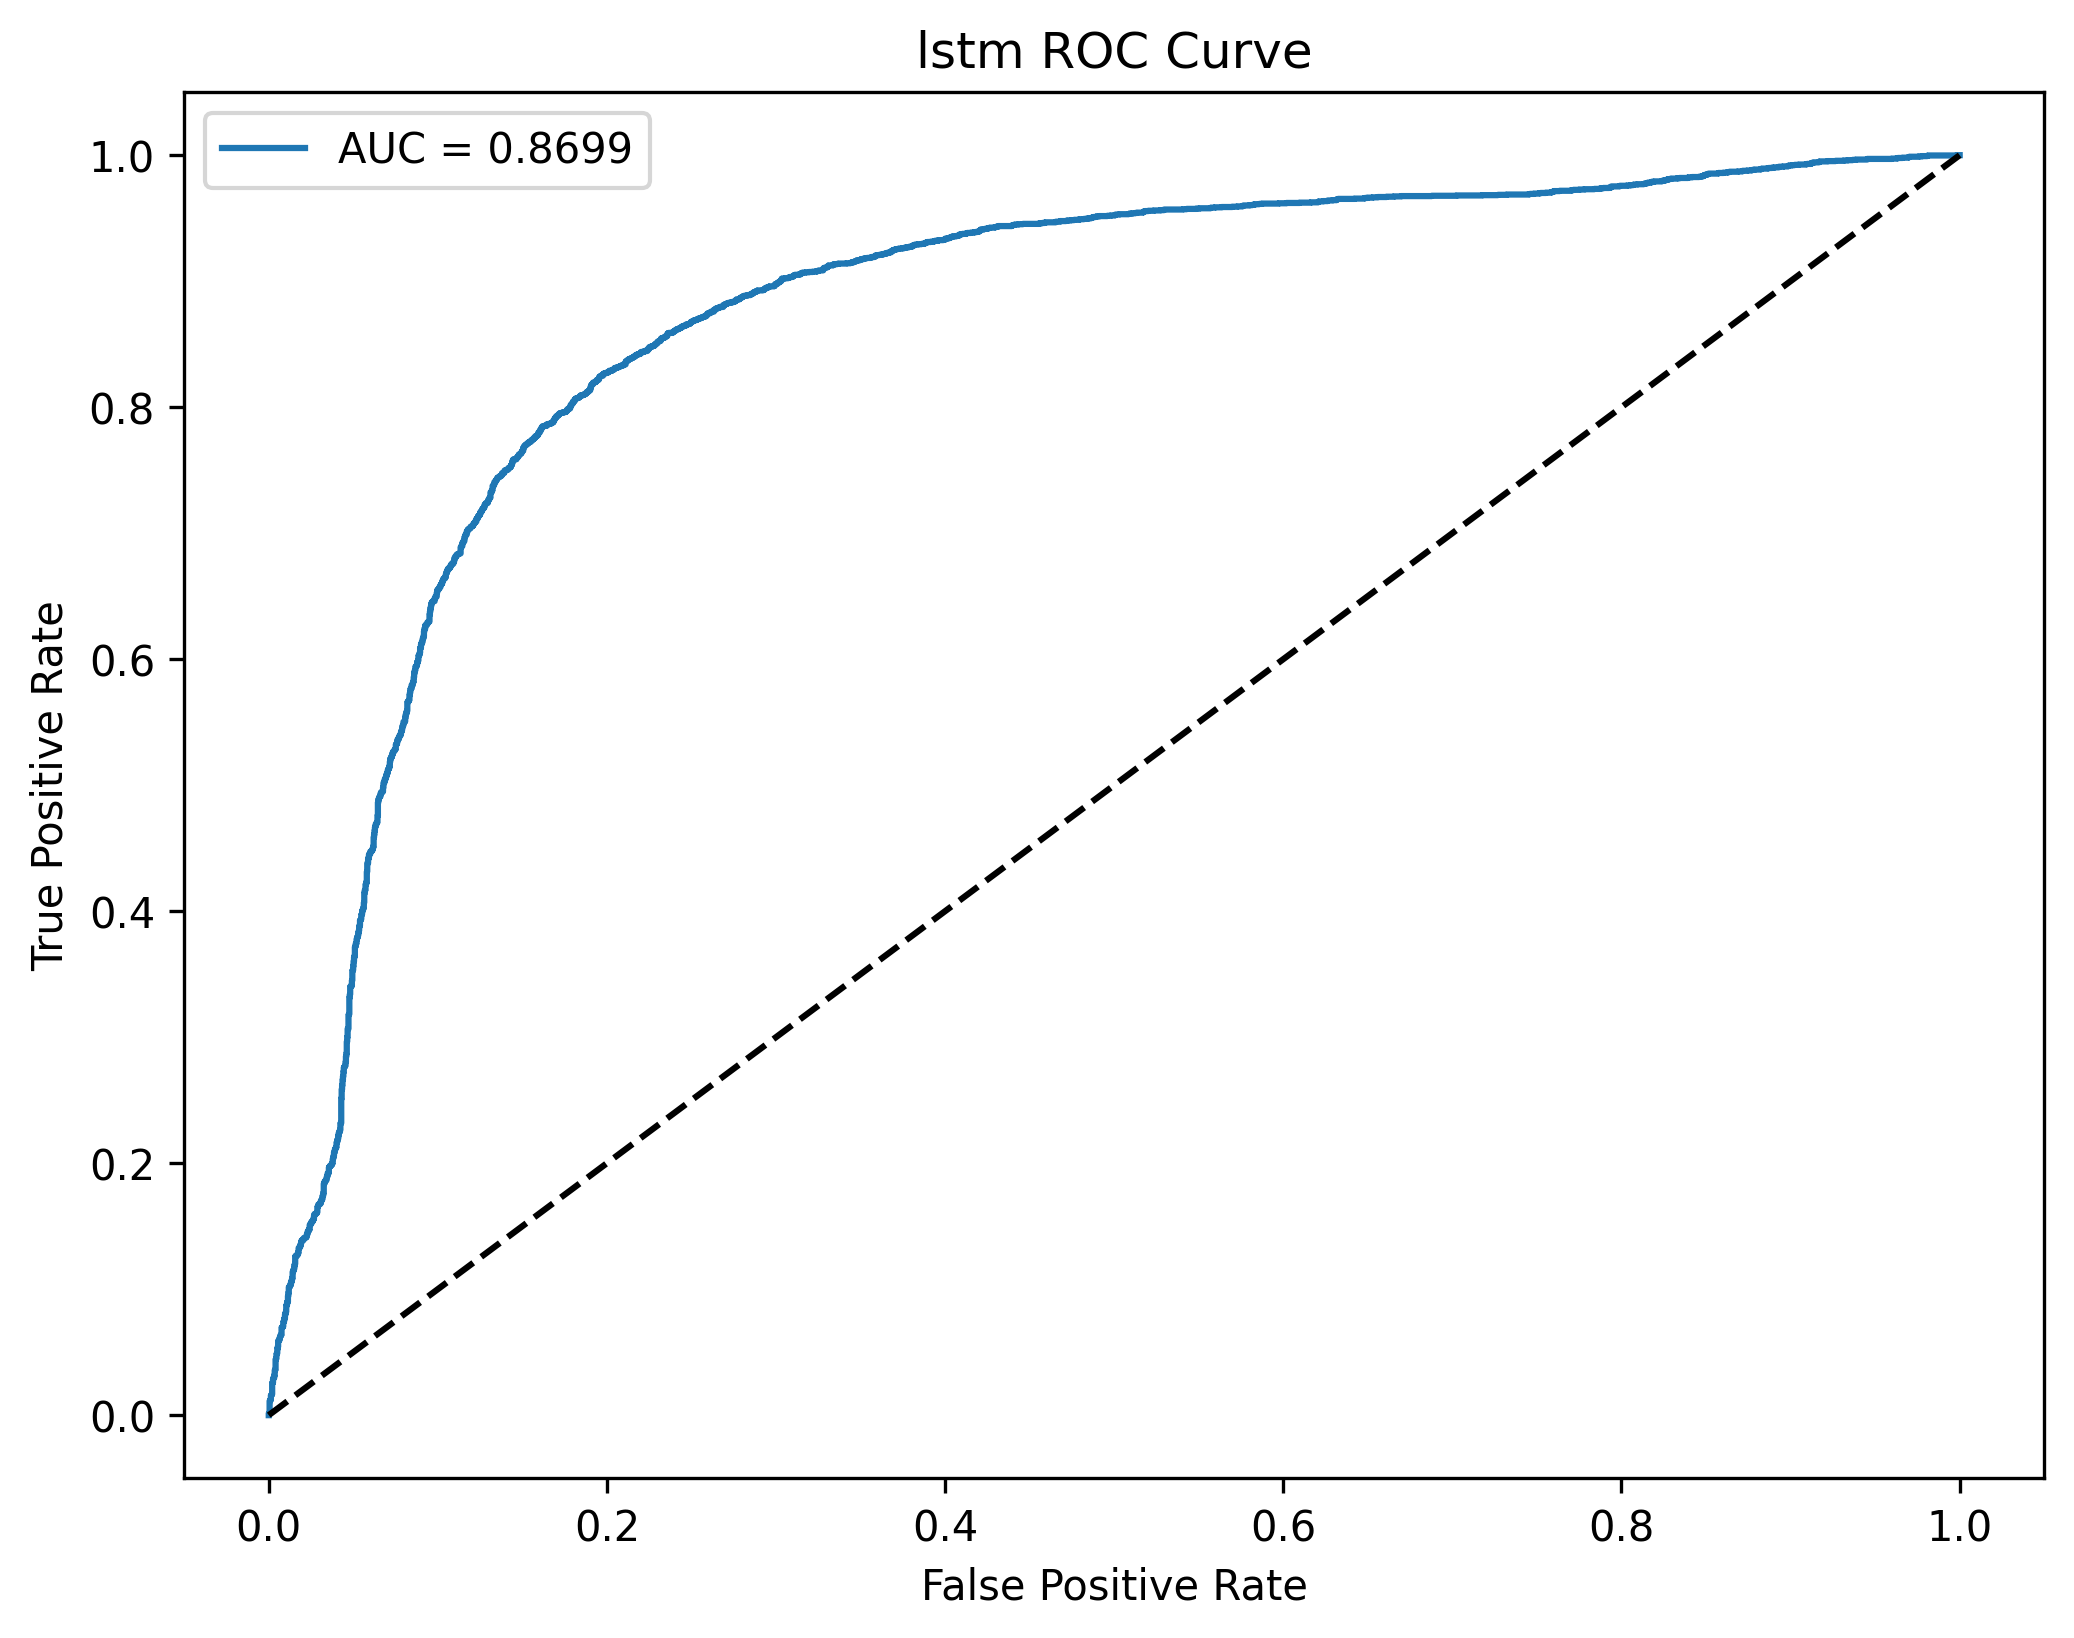 lstm ROC Curve
AUC = 0.8699
True Positive Rate
1.0
0.8
0.6
0.4
0.2
0.0
0.0 0.2 0.4 0.6 0.8 1.0
False Positive Rate